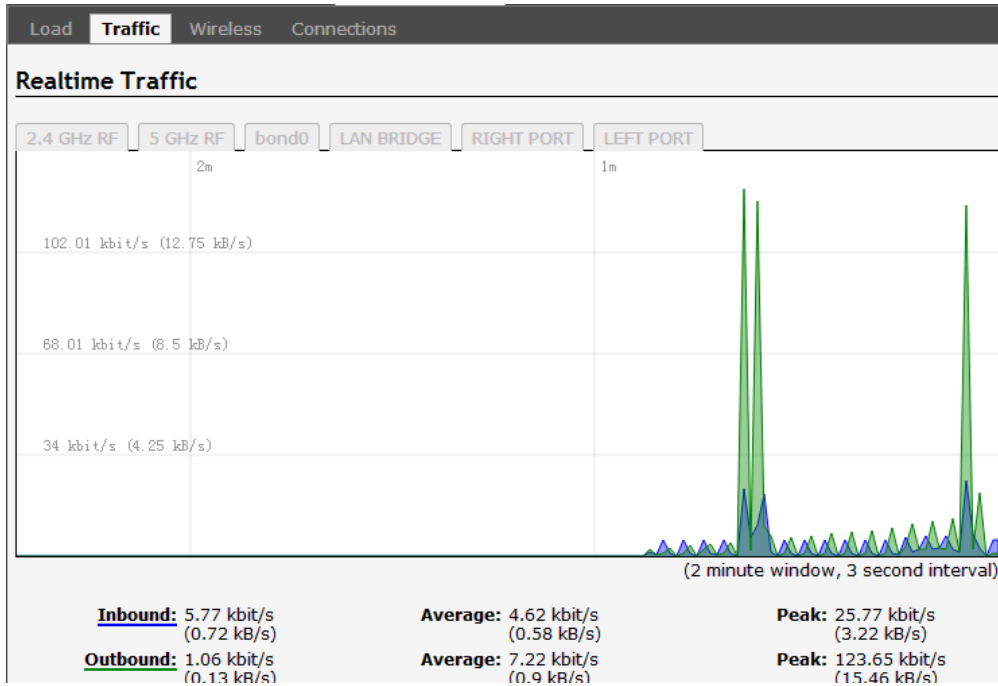 Load Traffic Wireless Connections
Realtime Traffic
2.4 GHz RF 5 GHz RF bond0 LAN BRIDGE RIGHT PORT LEFT PORT
2m 1m
102.01 kbit/s (12.75 kB/s)
68.01 kbit/s (8.5 kB/s)
34 kbit/s (4.25 kB/s)
(2 minute window, 3 second interval)
Inbound: 5.77 kbit/s Average: 4.62 kbit/s Peak: 25.77 kbit/s
(0.72 kB/s) (0.58 kB/s) (3.22 kB/s)
Outbound: 1.06 kbit/s Average: 7.22 kbit/s Peak: 123.65 kbit/s
(0.13 kB/s) (0.9 kB/s) (15.46 kB/s)